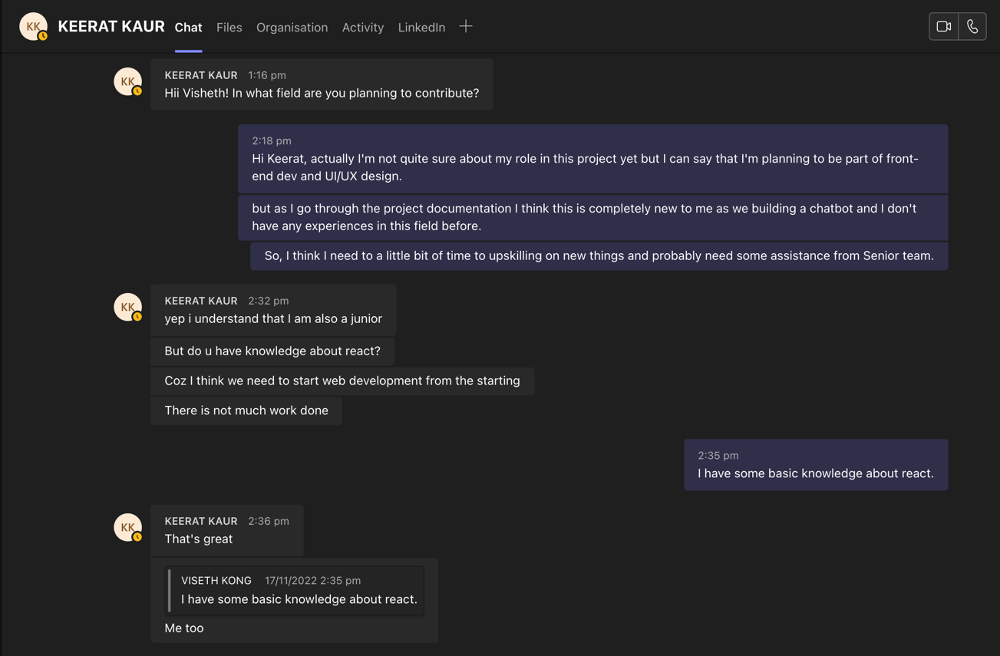 KK KEERAT KAUR Chat Files Organisation Activity LinkedIn
KK
KEERAT KAUR 1:16 pm
Hii Visheth! In what field are you planning to contribute?
2:18 pm
Hi Keerat, actually I'm not quite sure about my role in this project yet but I can say that I'm planning to be part of front-
end dev and UI/UX design.
but as I go through the project documentation I think this is completely new to me as we building a chatbot and I don't
have any experiences in this field before.
So, I think I need to a little bit of time to upskilling on new things and probably need some assistance from Senior team.
KK
KEERAT KAUR 2:32 pm
yep i understand that I am also a junior
But do u have knowledge about react?
Coz I think we need to start web development from the starting
There is not much work done
2:35 pm
I have some basic knowledge about react.
KK
KEERAT KAUR 2:36 pm
That's great
VISETH KONG 17/11/2022 2:35 pm
I have some basic knowledge about react.
Me too